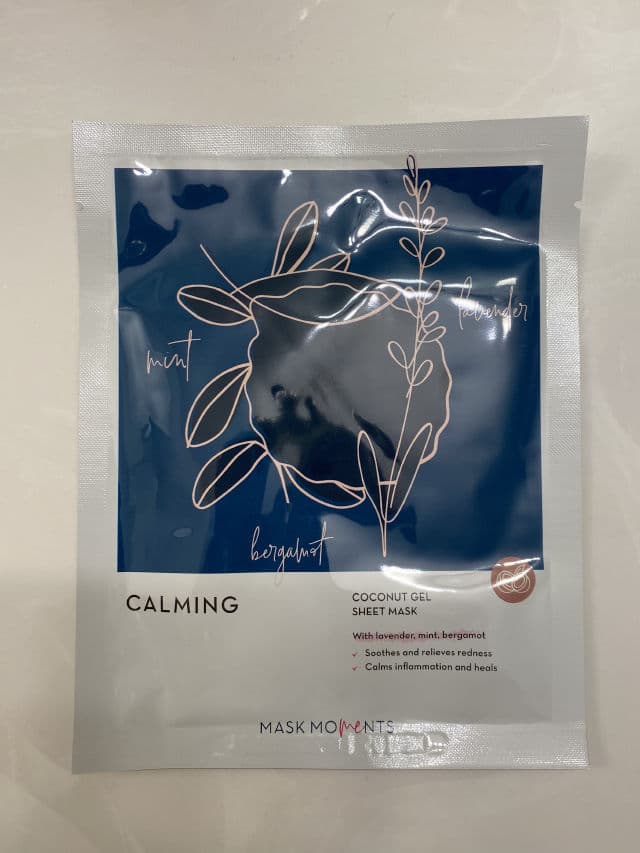 lavender
mint
bergamot
CALMING
COCONUT GEL
SHEET MASK
With lavender, mint, bergamot
✓ Soothes and relieves redness
✓ Calms inflammation and heals
MASK MOmeNTS